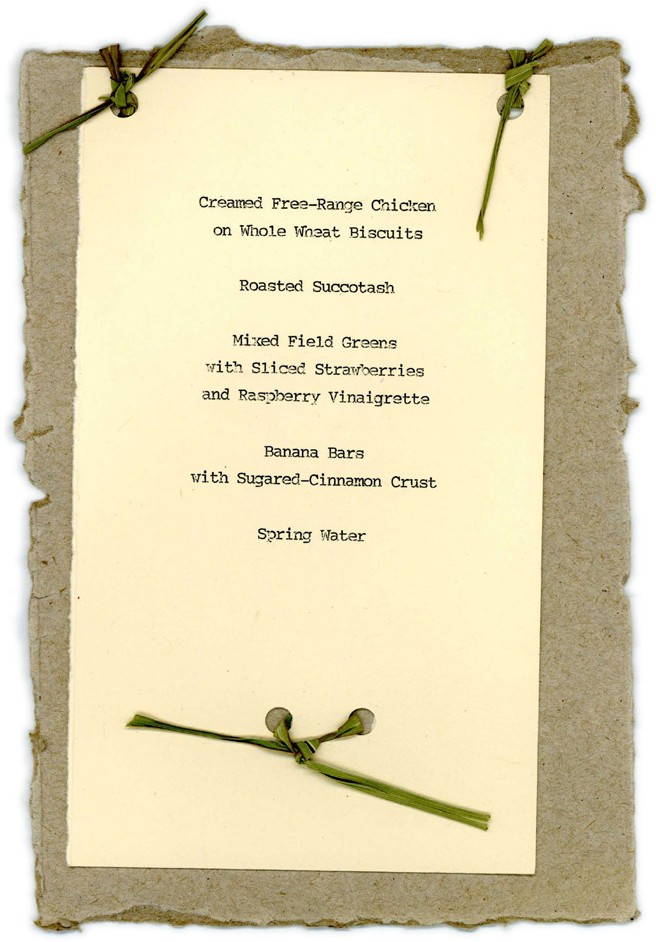 Creamed Free-Range Chicken
on Whole Wheat Biscuits
Roasted Succotash
Mixed Field Greens
with Sliced Strawberries
and Raspberry Vinaigrette
Banana Bars
with Sugared-Cinnamon Crust
Spring Water